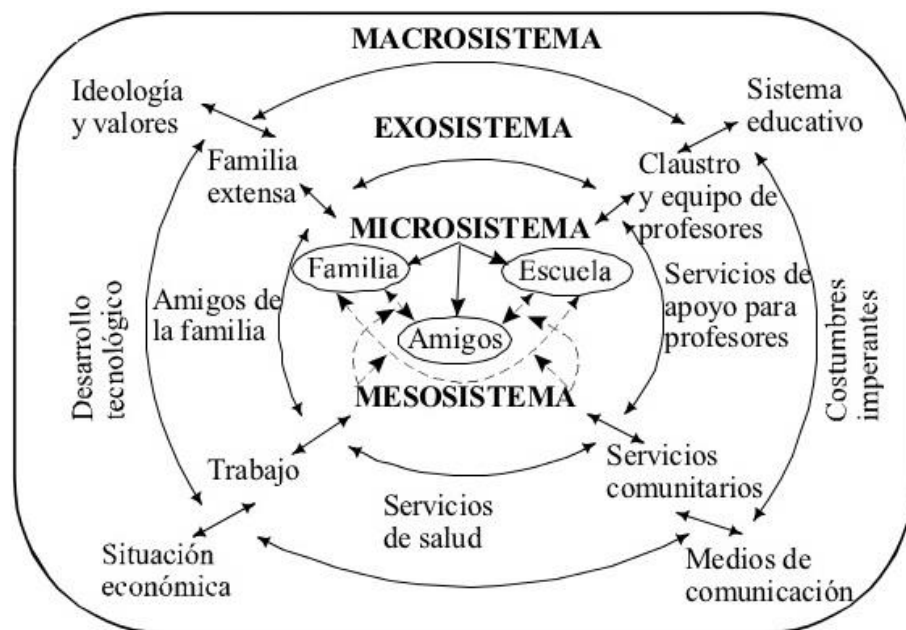 MACROSISTEMA
Ideología
y valores
Sistema
educativo
EXOSISTEMA
Familia
extensa
Claustro
y equipo de
profesores
MICROSISTEMA
Familia
Escuela
Amigos
Amigos de
la familia
Servicios de
apoyo para
profesores
Desarrollo
tecnológico
Costumbres
imperantes
MESOSISTEMA
Trabajo
Servicios
comunitarios
Servicios
de salud
Situación
económica
Medios de
comunicación